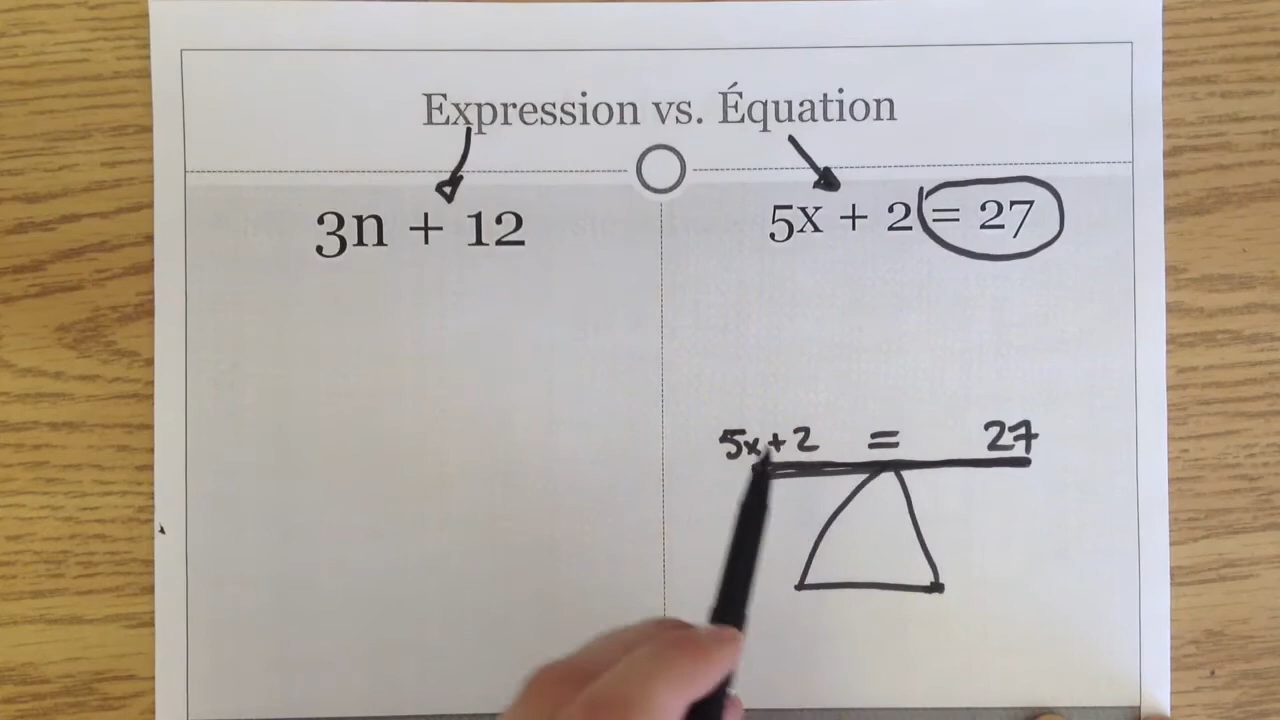 Expression vs. Équation
3n + 12
5x + 2 = 27
5x+2 = 27